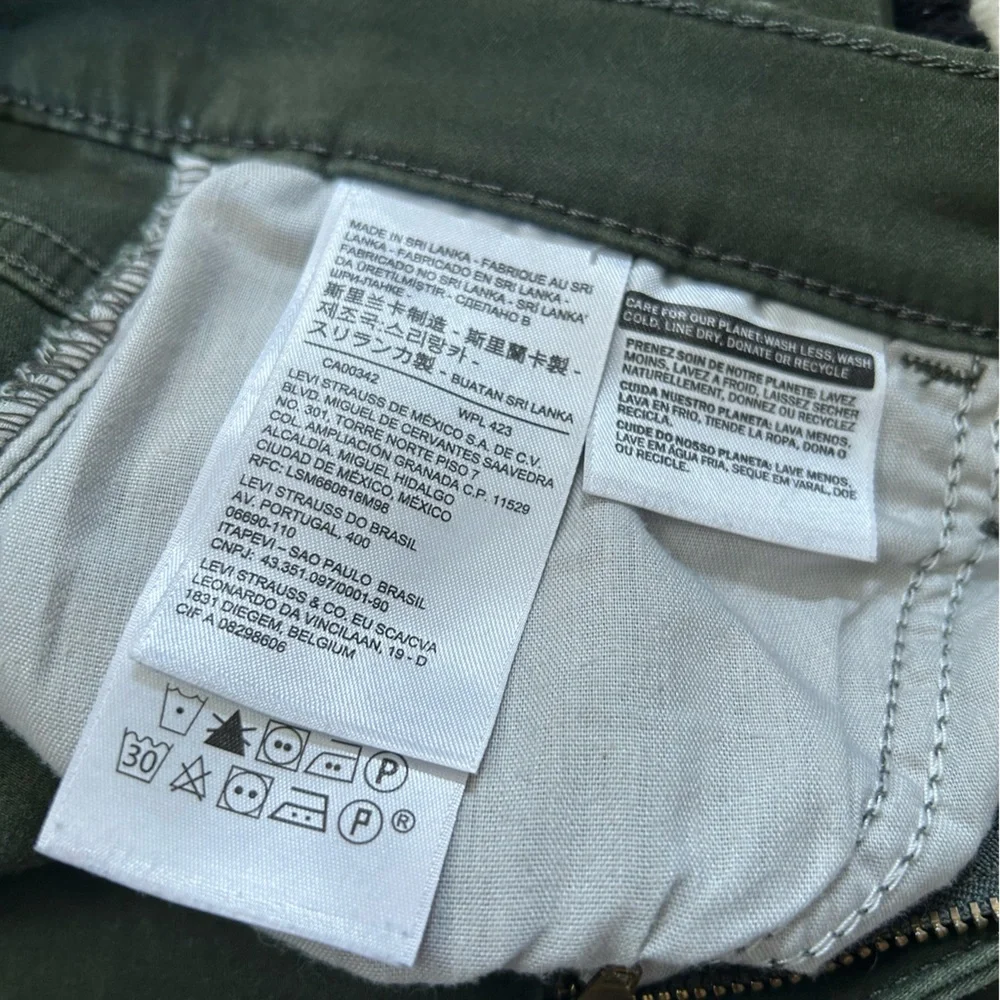 MADE IN SRI LANKA - FABRIQUE AU SRI
LANKA - FABRICADO EN SRI LANKA -
FABRICADO NO SRI LANKA - SRI LANKA'
DA ÜRETİLMİSTİR - СДЕЛАНО В
ШРИ-ЛАНКЕ -
斯里兰卡制造 - 斯里蘭卡製 -
제조국:스리랑카 -
スリランカ製 - BUATAN SRI LANKA
CA00342 WPL 423
LEVI STRAUSS DE MÉXICO S.A. DE C.V.
BLVD. MIGUEL DE CERVANTES SAAVEDRA
NO. 301, TORRE NORTE PISO 7
COL. AMPLIACIÓN GRANADA C.P. 11529
ALCALDÍA. MIGUEL HIDALGO
CIUDAD DE MÉXICO, MÉXICO
RFC: LSM660818M96
LEVI STRAUSS DO BRASIL
AV. PORTUGAL, 400
06690-110
ITAPEVI – SAO PAULO BRASIL
CNPJ: 43.351.097/0001-90
LEVI STRAUSS & CO. EU SCA/CVA
LEONARDO DA VINCILAAN, 19 - D
1831 DIEGEM, BELGIUM
CIF A 08298606
P
30 P ®
CARE FOR OUR PLANET: WASH LESS, WASH
COLD, LINE DRY, DONATE OR RECYCLE
PRENEZ SOIN DE NOTRE PLANETE: LAVEZ
MOINS, LAVEZ A FROID, LAISSEZ SECHER
NATURELLEMENT, DONNEZ OU RECYCLEZ
CUIDA NUESTRO PLANETA: LAVA MENOS,
LAVA EN FRIO, TIENDE LA ROPA, DONA O
RECICLA.
CUIDE DO NOSSO PLANETA: LAVE MENOS,
LAVE EM ÁGUA FRIA, SEQUE EM VARAL, DOE
OU RECICLE.